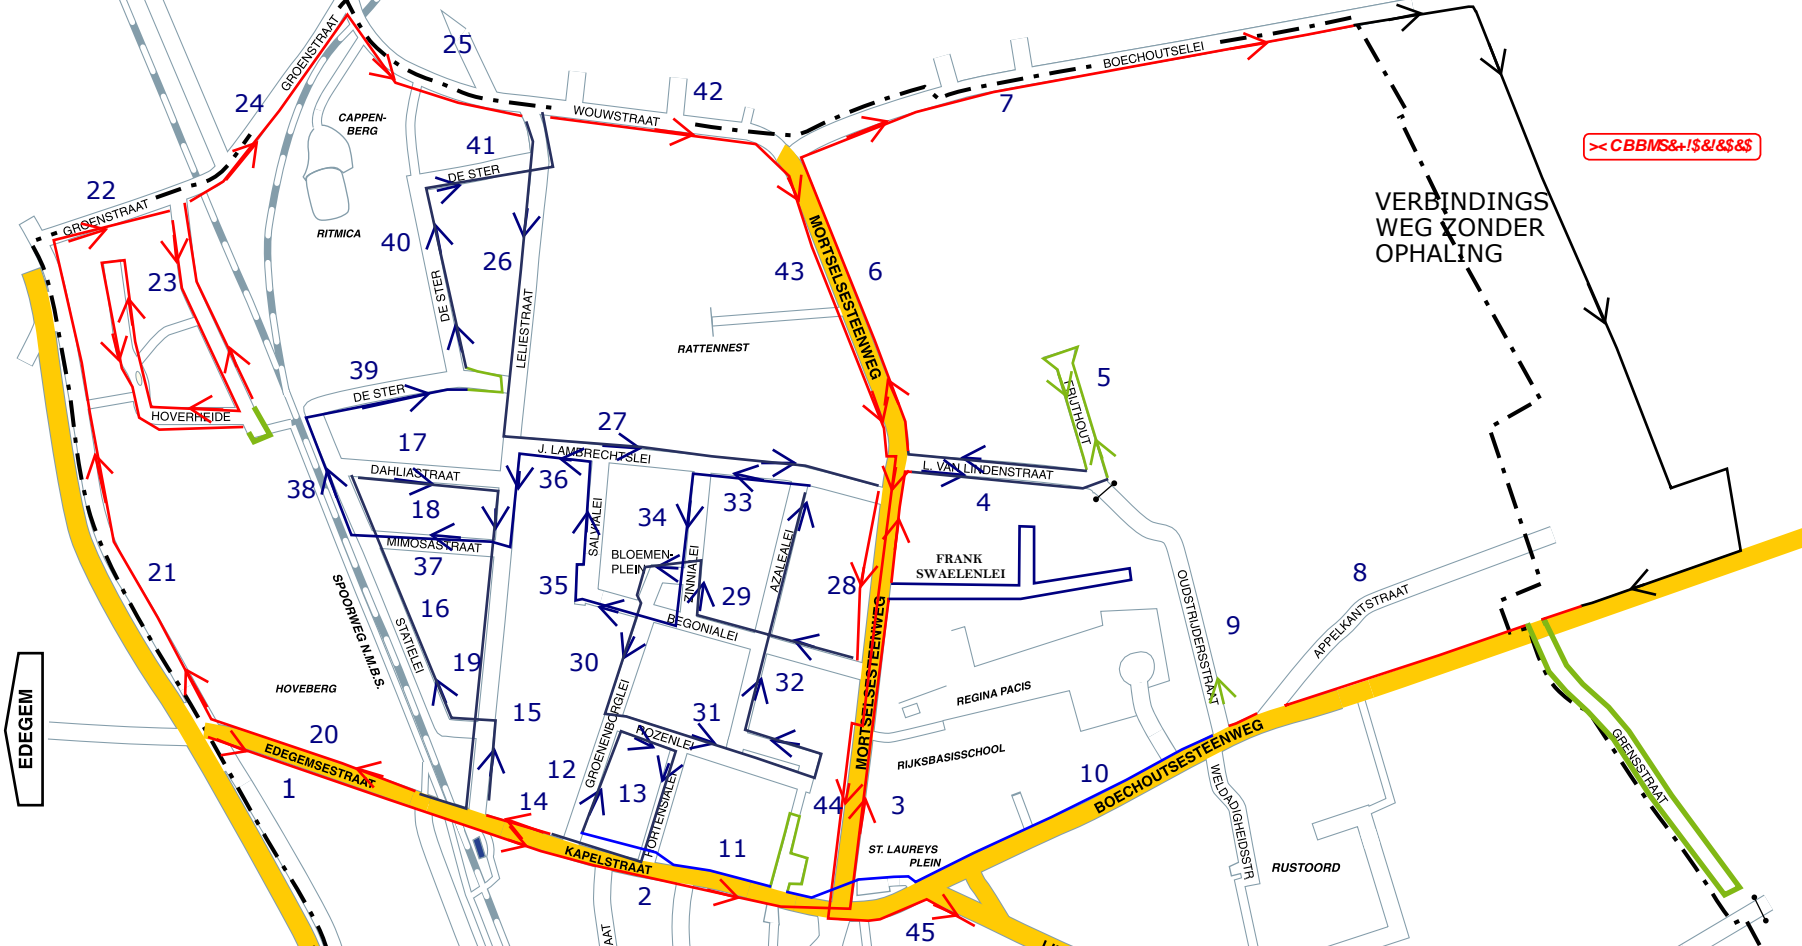 25
42
BOECHOUTSELEI
GROENSTRAAT
24
CAPPEN-
BERG
WOUWSTRAAT
7
41
DE STER
>< CBBMS&+!$&!&$&$
22
GROENSTRAAT
RITMICA
40
26
MORTSELSESTEENWEG
43
6
VERBINDINGS
WEG ZONDER
OPHALING
23
DE STER
LELIESTRAAT
RATTENNEST
39
DE STER
5
FRIJTHOUT
HOVERHEIDE
17
27
J. LAMBRECHTSLEI
DAHLIASTRAAT
36
33
L. VAN LINDENSTRAAT
38
18
34
4
SALVIALEI
MIMOSASTRAAT
37
BLOEMEN-
PLEIN
ZINNIALEI
AZALEALEI
FRANK
SWAELENLEI
21
35
29
28
8
SPOORWEG N.M.B.S.
16
STATIELEI
BEGONIALEI
OUDSTRIJDERSSTRAAT
9
APPELKANTSTRAAT
19
30
32
MORTSELSESTEENWEG
EDEGEM
HOVEBERG
REGINA PACIS
20
15
31
ROZENLEI
GROENENBORGLEI
RIJKSBASISSCHOOL
GRENSSTRAAT
EDEGEMSESTRAAT
1
12
13
HORTENSIALEI
14
44
3
10
BOECHOUTSESTEENWEG
WELDADIGHEIDSSTR
KAPELSTRAAT
11
ST. LAUREYS
PLEIN
RUSTOORD
2
45
AAT